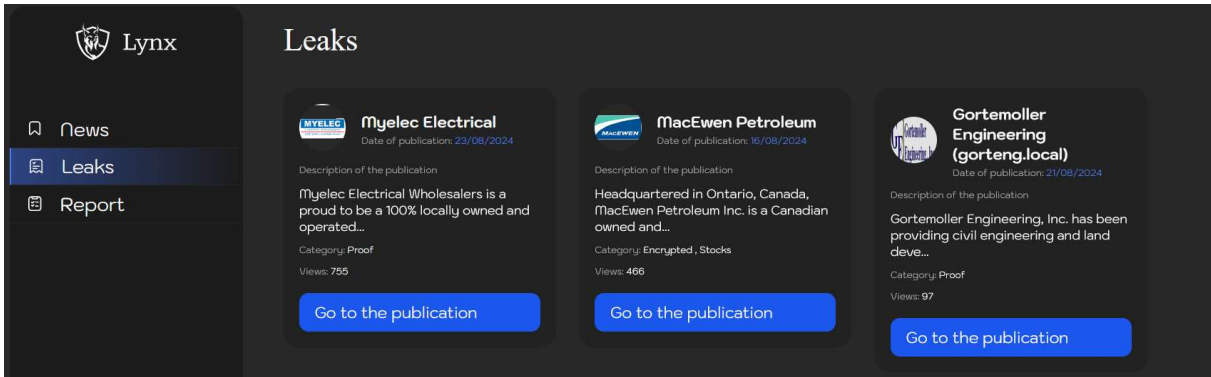 Lynx
News
Leaks
Report
Leaks
MYELEC
Myelec Electrical
Date of publication: 23/08/2024
Description of the publication
Myelec Electrical Wholesalers is a
proud to be a 100% locally owned and
operated...
Category: Proof
Views: 755
Go to the publication
MACEWEN
MacEwen Petroleum
Date of publication: 16/08/2024
Description of the publication
Headquartered in Ontario, Canada,
MacEwen Petroleum Inc. is a Canadian
owned and...
Category: Encrypted , Stocks
Views: 466
Go to the publication
Gortemoller
Engineering, Inc
Gortemoller
Engineering
(gorteng.local)
Date of publication: 21/08/2024
Description of the publication
Gortemoller Engineering, Inc. has been
providing civil engineering and land
deve...
Category: Proof
Views: 97
Go to the publication